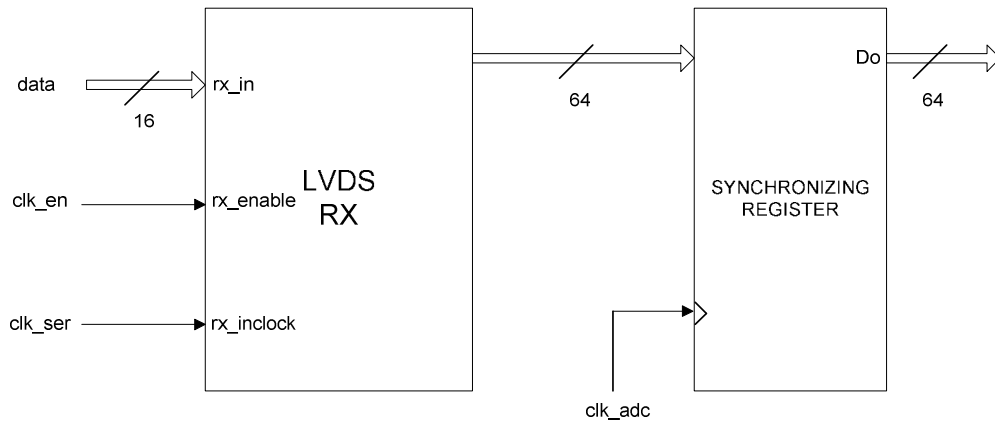 data
16
rx_in
clk_en
rx_enable
clk_ser
rx_inclock
LVDS
RX
64
Do
64
SYNCHRONIZING
REGISTER
clk_adc